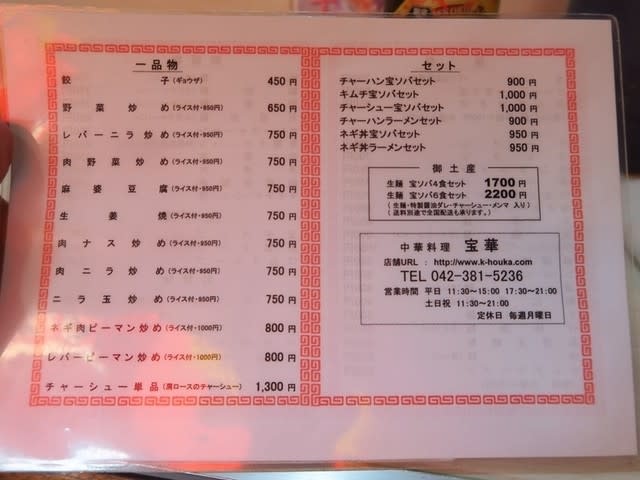 一品物
餃子(ギョウザ) 450円
野菜炒め(ライス付・850円) 650円
レバーニラ炒め(ライス付・950円) 750円
肉野菜炒め(ライス付・950円) 750円
麻婆豆腐(ライス付・950円) 750円
生姜焼(ライス付・950円) 750円
肉ナス炒め(ライス付・950円) 750円
肉ニラ炒め(ライス付・950円) 750円
ニラ玉炒め(ライス付・950円) 750円
ネギ肉ピーマン炒め(ライス付・1000円) 800円
レバーピーマン炒め(ライス付・1000円) 800円
チャーシュー単品(肩ロースのチャーシュー) 1,300円
セット
チャーハン宝ソバセット 900円
キムチ宝ソバセット 1,000円
チャーシュー宝ソバセット 1,000円
チャーハンラーメンセット 900円
ネギ丼宝ソバセット 950円
ネギ丼ラーメンセット 950円
御土産
生麺 宝ソバ4食セット 1700円
生麺 宝ソバ6食セット 2200円
(生麺・特製醤油ダレ・チャーシュー・メンマ 入り)
(送料別途で全国配送も承ります。)
中華料理 宝華
店舗URL : http://www.k-houka.com
TEL 042-381-5236
営業時間 平日 11:30~15:00 17:30~21:00
土日祝 11:30~21:00
定休日 毎週月曜日